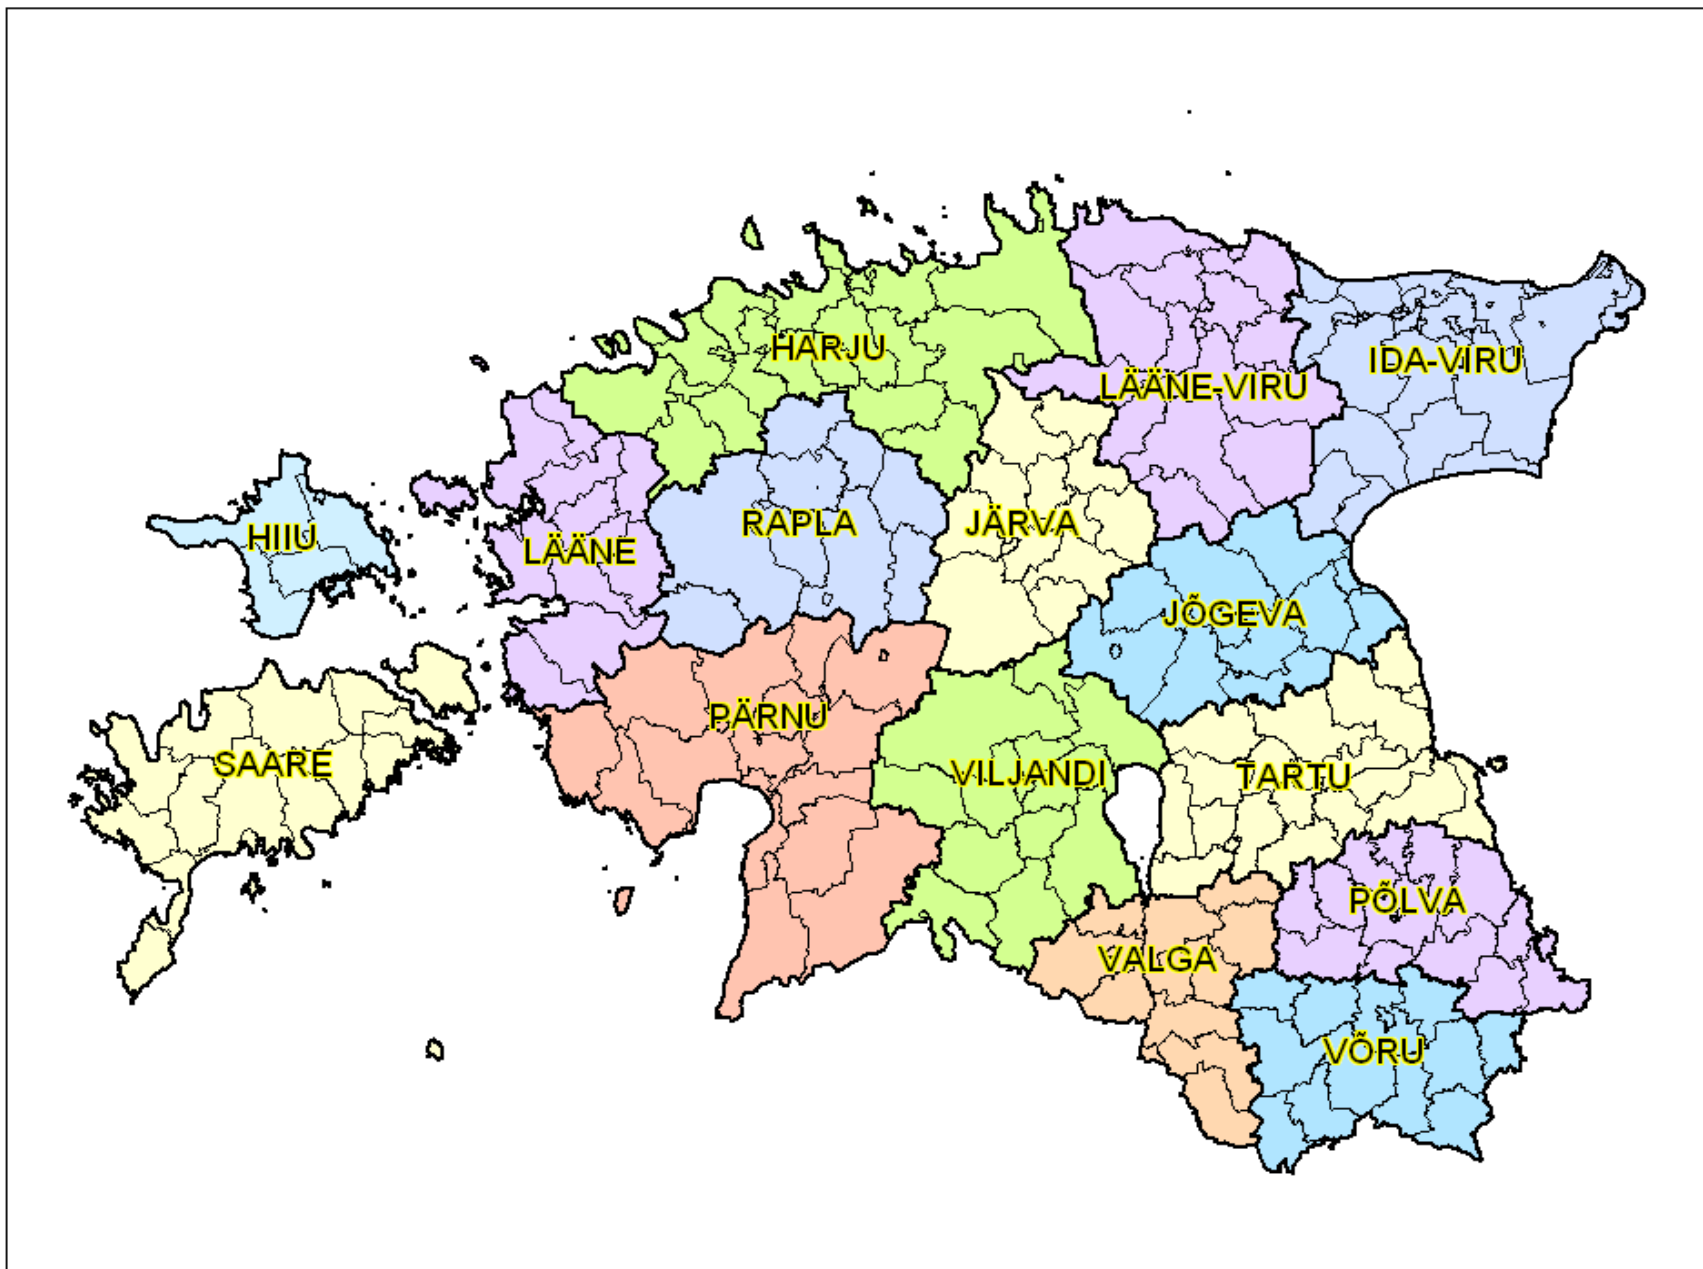 HARJU
IDA-VIRU
LÄÄNE-VIRU
HIIU
LÄÄNE
RAPLA
JÄRVA
JÕGEVA
SAARE
PÄRNU
VILJANDI
TARTU
PÕLVA
VALGA
VÕRU